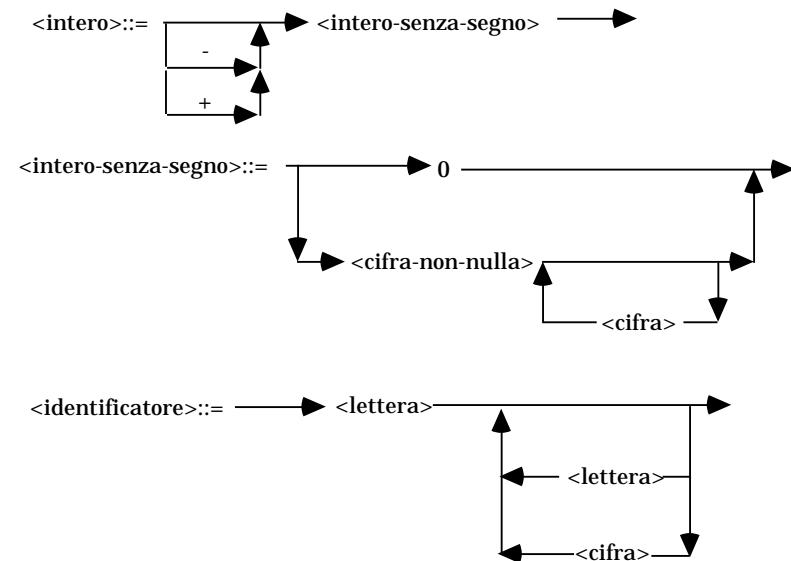 <intero>::= <intero-senza-segno>
-
+
<intero-senza-segno>::= 0
<cifra-non-nulla>
<cifra>
<identificatore>::= <lettera>
<lettera>
<cifra>